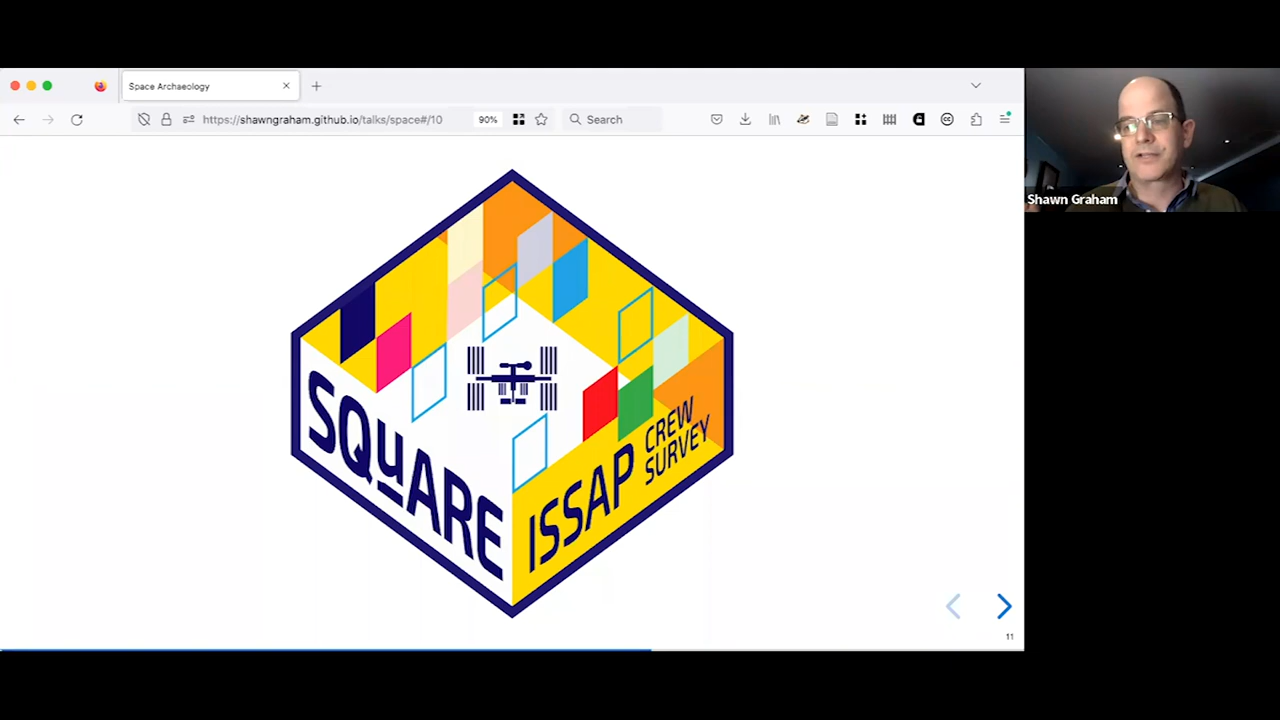 Space Archaeology
https://shawngraham.github.io/talks/space#/10
90%
Search
Shawn Graham
SQuARE
ISSAP
CREW
SURVEY
11